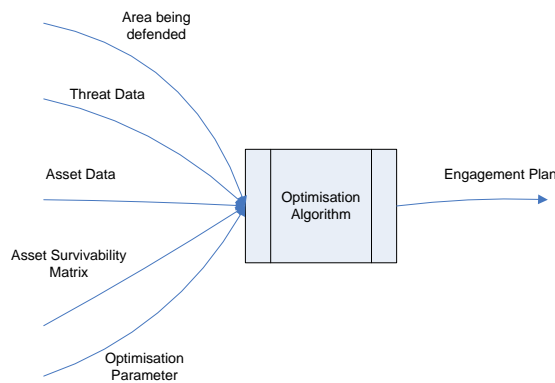 Area being
defended
Threat Data
Asset Data
Engagement Plan
Optimisation
Algorithm
Asset Survivability
Matrix
Optimisation
Parameter